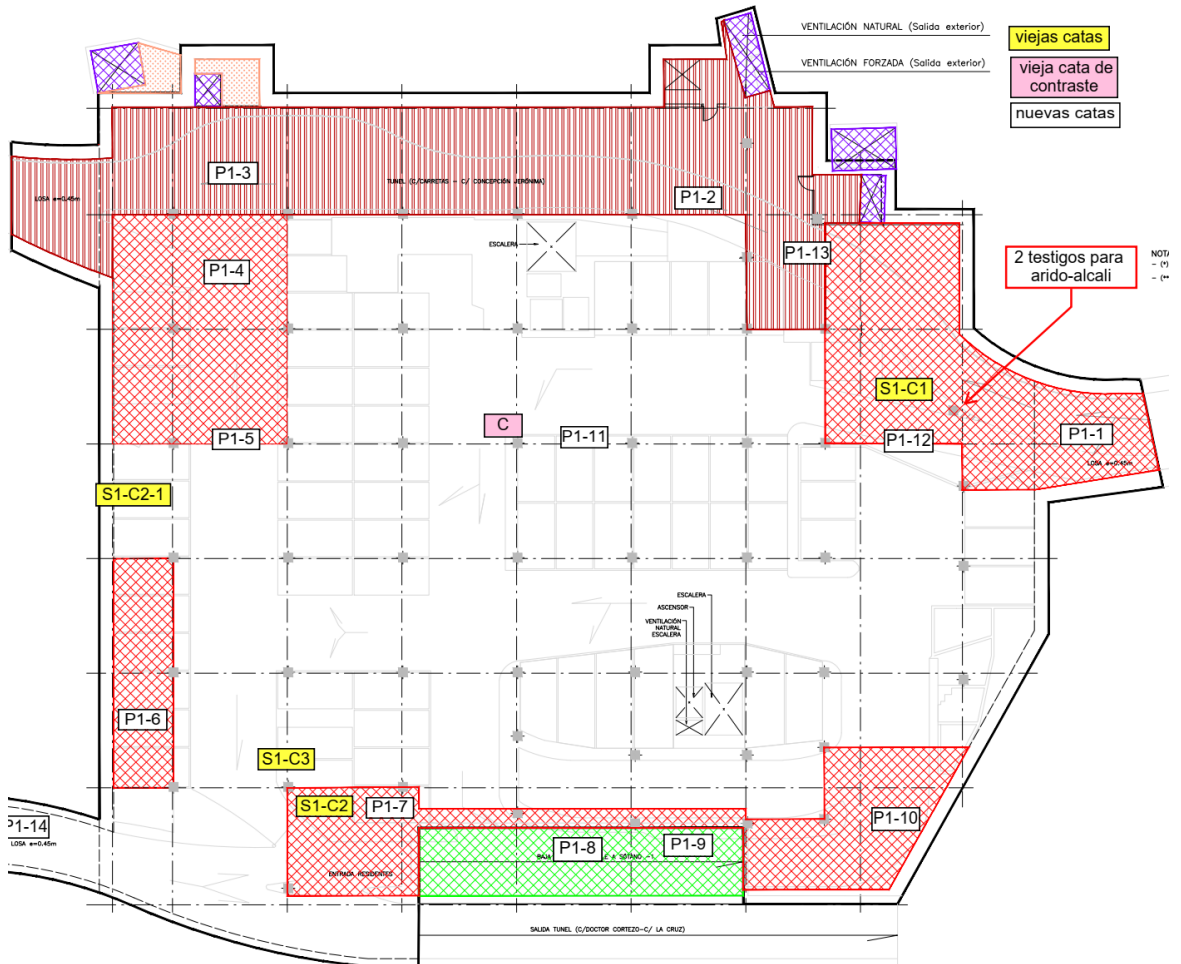 VENTILACIÓN NATURAL (Salida exterior)
VENTILACIÓN FORZADA (Salida exterior)
viejas catas
vieja cata de
contraste
nuevas catas
P1-3
TUNEL (C/CARRETAS - C/ CONCEPCIÓN JERÓNIMA)
P1-2
LOSA e=0.45m
ESCALERA
P1-4
P1-13
2 testigos para
arido-alcali
NOTA
- (*)
- (**
S1-C1
C
P1-5
P1-11
P1-12
P1-1
LOSA e=0.45m
S1-C2-1
ESCALERA
ASCENSOR
VENTILACIÓN
NATURAL
ESCALERA
P1-6
S1-C3
S1-C2
P1-7
P1-10
P1-14
LOSA e=0.45m
P1-8
P1-9
BAJA
E A SÓTANO -1
ENTRADA RESIDENTES
SALIDA TUNEL (C/DOCTOR CORTEZO-C/ LA CRUZ)